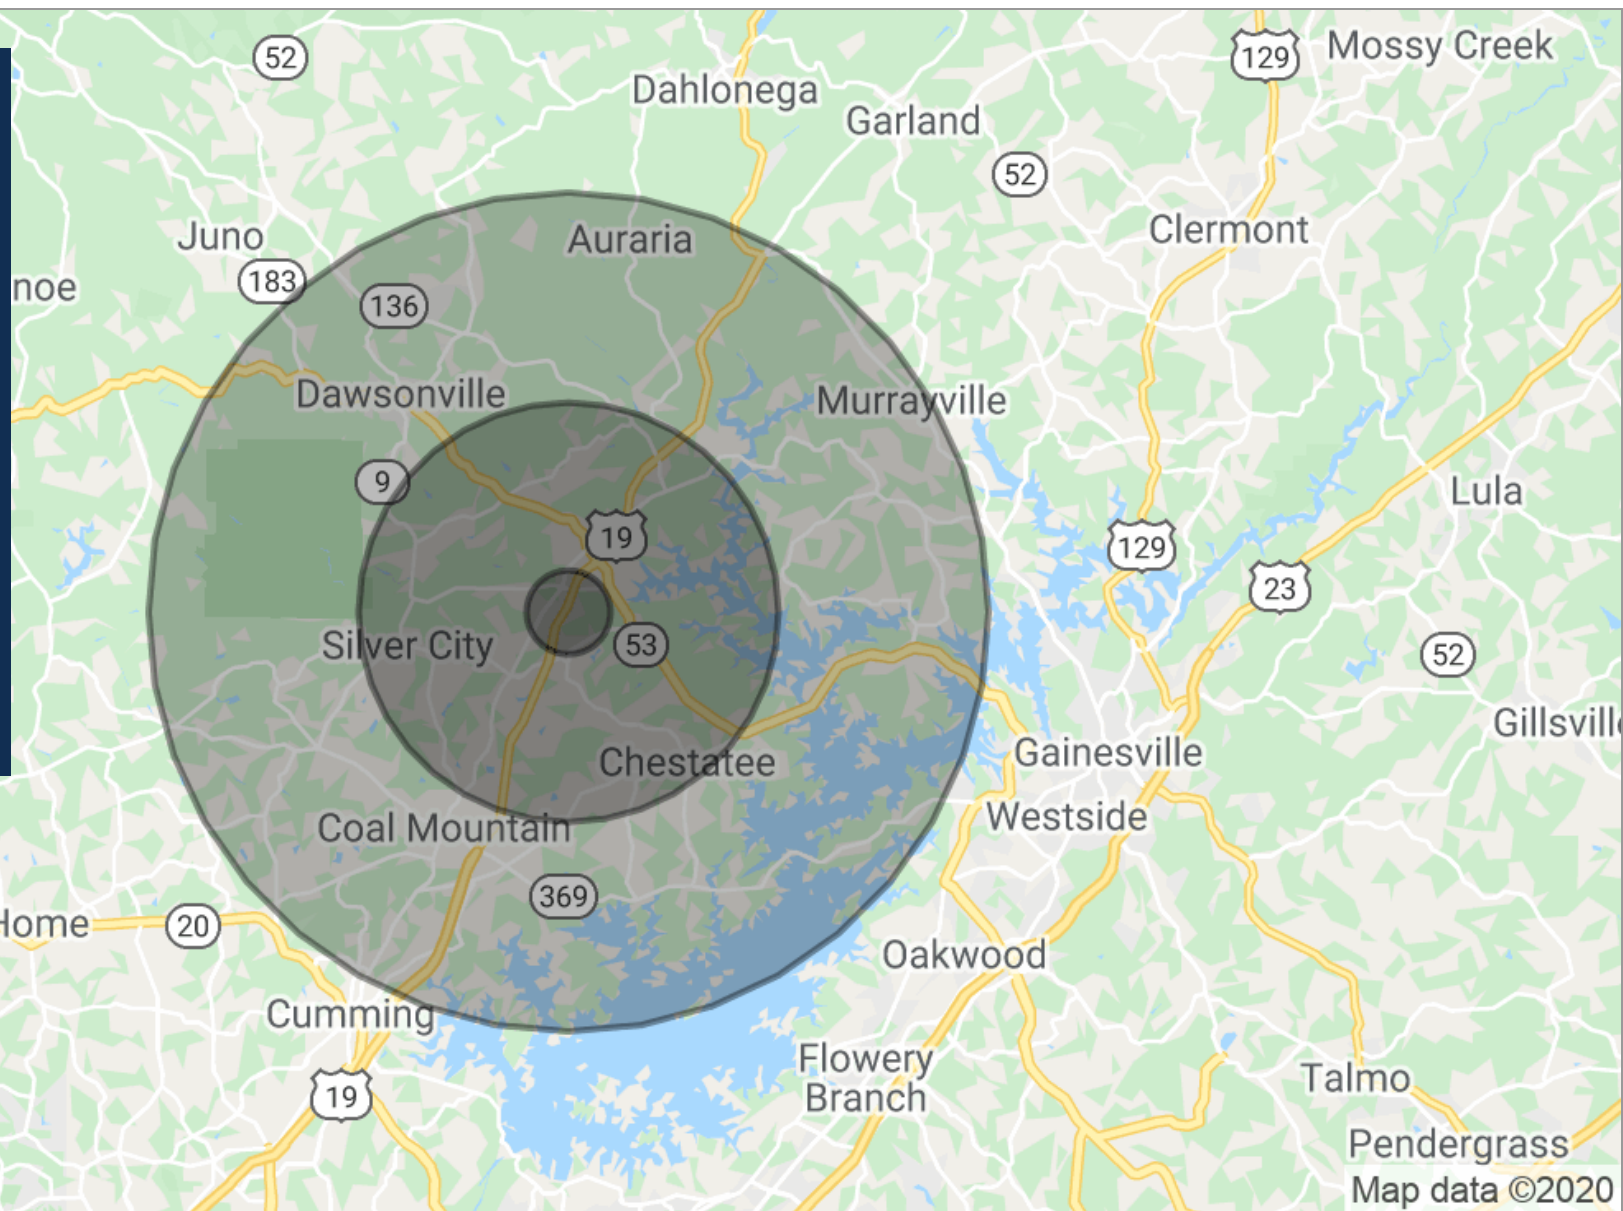 52
129
Mossy Creek
Dahlonega
Garland
52
Juno
Auraria
Clermont
183
noe
136
Dawsonville
Murrayville
9
Lula
19
129
23
Silver City
53
52
Gillsville
Chestatee
Gainesville
Coal Mountain
Westside
369
Home
20
Oakwood
Cumming
Flowery
Branch
19
Talmo
Pendergrass
Map data ©2020